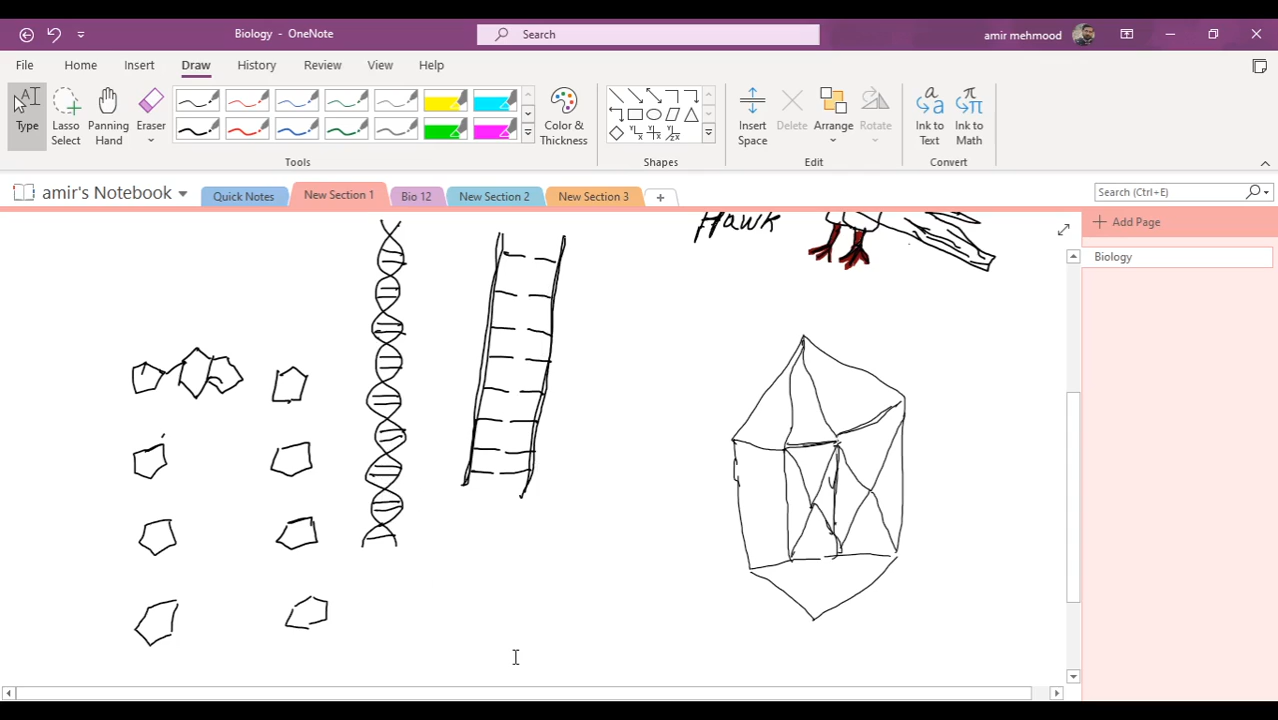 Biology - OneNote
Search
amir mehmood
File Home Insert Draw History Review View Help
Type
Lasso Select
Panning Hand
Eraser
Color & Thickness
Insert Space
Delete
Arrange
Rotate
Ink to Text
Ink to Math
Tools
Shapes
Edit
Convert
amir's Notebook
Quick Notes
New Section 1
Bio 12
New Section 2
New Section 3
Search (Ctrl+E)
Add Page
Biology
Hawk